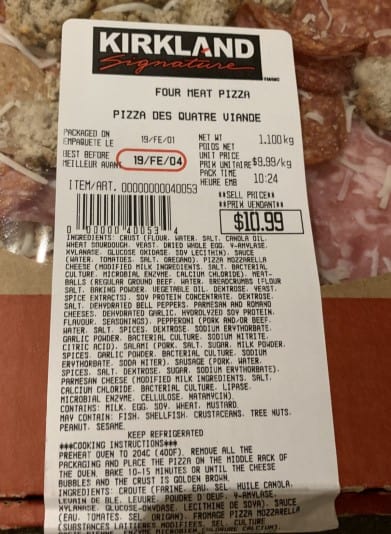 KIRKLAND
Signature
FOUR MEAT PIZZA
PIZZA DES QUATRE VIANDE
PACKAGED ON
EMPAQUETE LE
19/FE/01
BEST BEFORE
MEILLEUR AVANT
19/FE/04
NET WT
POIDS NET
1.100 kg
UNIT PRICE
PRIX UNITAIRE $9.99/kg
PACK TIME
HEURE EMB
10:24
ITEM/ART. 00000000040053
**SELL PRICE**
**PRIX VENDANT**
$10.99
0 00000 40053 4
INGREDIENTS: CRUST (FLOUR, WATER, SALT, CANOLA OIL,
WHEAT SOURDOUGH, YEAST, DRIED WHOLE EGG, Y-AMYLASE,
XYLANASE, GLUCOSE OXIDASE, SOY LECITHIN), SAUCE
(WATER, TOMATOES, SALT, OREGANO), PIZZA MOZZARELLA
CHEESE (MODIFIED MILK INGREDIENTS, SALT, BACTERIAL
CULTURE, MICROBIAL ENZYME, CALCIUM CHLORIDE), MEAT-
BALLS (REGULAR GROUND BEEF, WATER, BREADCRUMBS (FLOUR
SALT, BAKING POWDER, VEGETABLE OIL, DEXTROSE, YEAST,
SPICE EXTRACTS), SOY PROTEIN CONCENTRATE, DEXTROSE,
SALT, DEHYDRATED BELL PEPPERS, PARMESAN AND ROMANO
CHEESES, DEHYDRATED GARLIC, HYDROLYZED SOY PROTEIN,
FLAVOUR, SEASONINGS), PEPPERONI (PORK AND/OR BEEF,
WATER, SALT, SPICES, DEXTROSE, SODIUM ERYTHORBATE,
GARLIC POWDER, BACTERIAL CULTURE, SODIUM NITRITE,
CITRIC ACID), SALAMI (PORK, SALT, SUGAR, MILK POWDER,
SPICES, GARLIC POWDER, BACTERIAL CULTURE, SODIUM
ERYTHORBATE, SODA NITER), SAUSAGE (PORK, WATER,
SPICES, SALT, DEXTROSE, SUGAR, SODIUM ERYTHORBATE),
PARMESAN CHEESE (MODIFIED MILK INGREDIENTS, SALT,
CALCIUM CHLORIDE, BACTERIAL CULTURE, LIPASE,
MICROBIAL ENZYME, CELLULOSE, NATAMYCIN).
CONTAINS: MILK, EGG, SOY, WHEAT, MUSTARD
MAY CONTAIN: FISH, SHELLFISH, CRUSTACEANS, TREE NUTS,
PEANUT, SESAME.
KEEP REFRIGERATED
***COOKING INSTRUCTIONS***
PREHEAT OVEN TO 204C (400F). REMOVE ALL THE
PACKAGING AND PLACE THE PIZZA ON THE MIDDLE RACK OF
THE OVEN. BAKE 10-15 MINUTES OR UNTIL THE CHEESE
BUBBLES AND THE CRUST IS GOLDEN BROWN.
INGREDIENTS: CROUTE (FARINE, EAU, SEL, HUILE CANOLA,
LEVAIN DE BLE, LEVURE, POUDRE D'OEUF, Y-AMYLASE,
XYLANASE, GLUCOSE-OXYDASE, LECITHINE DE SOYA), SAUCE
(EAU, TOMATES, SEL, ORIGAN), FROMAGE PIZZA MOZZARELLA
(SUBSTANCES LAITIERES MODIFIEES, SEL, CULTURE